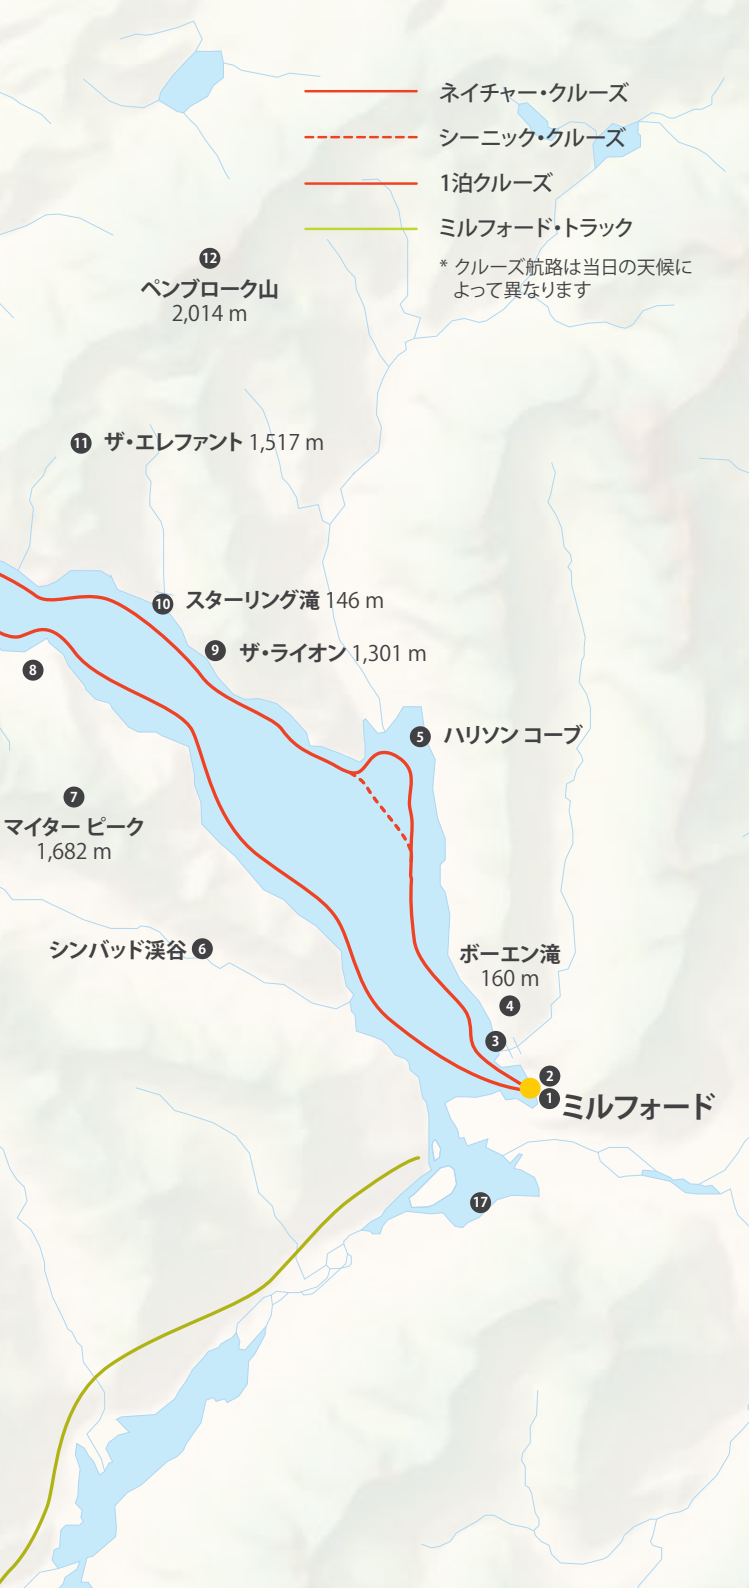 ネイチャー・クルーズ
シーニック・クルーズ
1泊クルーズ
ミルフォード・トラック
* クルーズ航路は当日の天候に
よって異なります
12
ペンブローク山
2,014 m
11 ザ・エレファント 1,517 m
10 スターリング滝 146 m
9 ザ・ライオン 1,301 m
8
5 ハリソン コーブ
7
マイター ピーク
1,682 m
シンバッド渓谷 6
ボーエン滝
160 m
4
3
2
1 ミルフォード
17